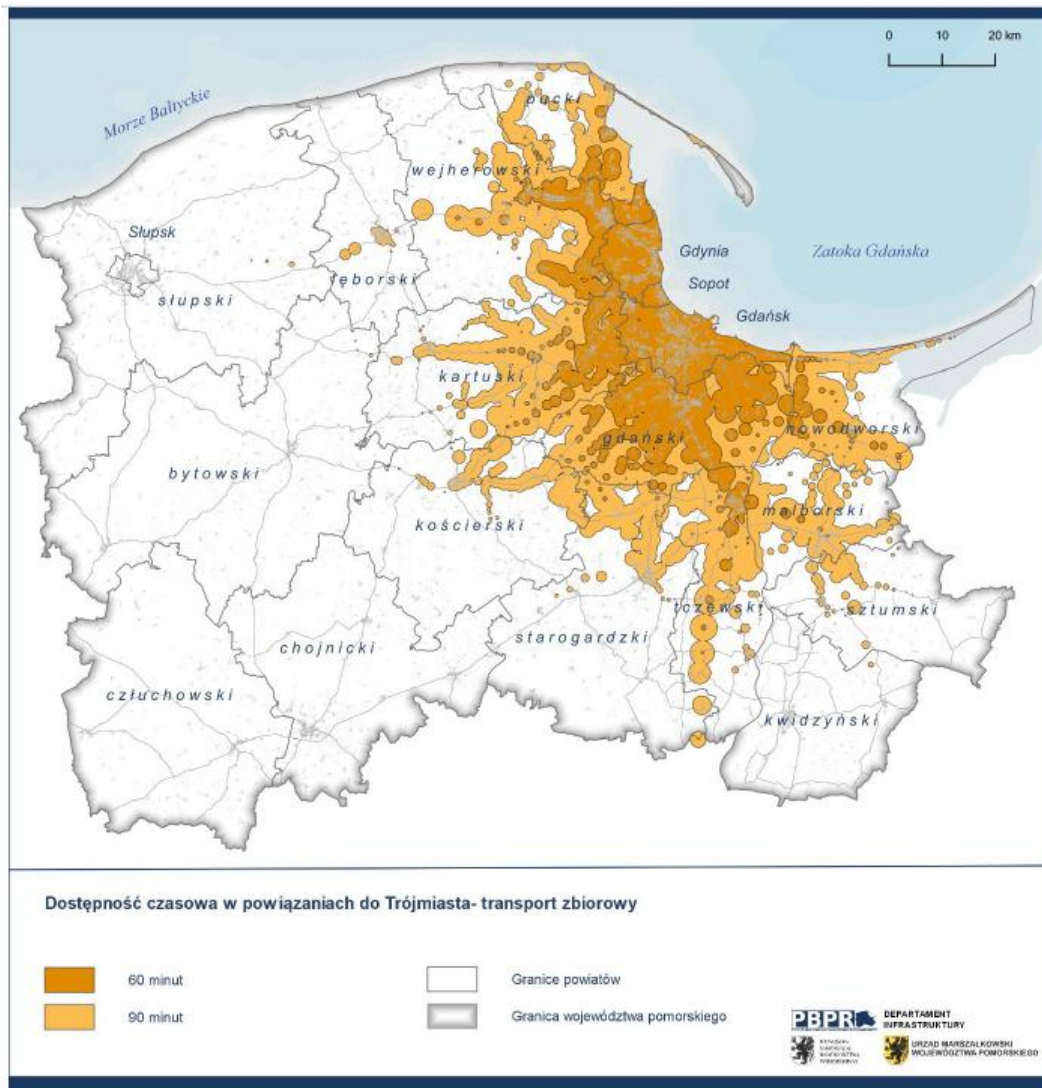 0 10 20 km
Morze Bałtyckie
pucki
wejherowski
Słupsk
Gdynia
Zatoka Gdańska
Sopot
słupski
lęborski
Gdańsk
kartuski
nowodworski
gdański
bytowski
malborski
kościerski
tczewski
sztumski
starogardzki
chojnicki
człuchowski
kwidzyński
Dostępność czasowa w powiązaniach do Trójmiasta- transport zbiorowy
60 minut
Granice powiatów
90 minut
Granica województwa pomorskiego
PBPR
DEPARTAMENT
INFRASTRUKTURY
URZĄD MARSZAŁKOWSKI
WOJEWÓDZTWA POMORSKIEGO